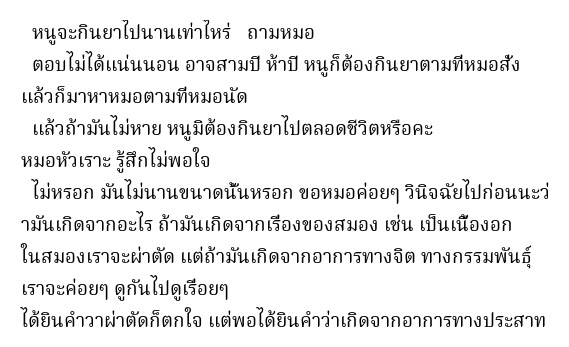 หนูจะกินยาไปนานเท่าไหร่ ถามหมอ
ตอบไม่ได้แน่นนอน อาจสามปี ห้าปี หนูก็ต้องกินยาตามที่หมอสั่ง
แล้วก็มาหาหมอตามที่หมอนัด
แล้วถ้ามันไม่หาย หนูมิต้องกินยาไปตลอดชีวิตหรือคะ
หมอหัวเราะ รู้สึกไม่พอใจ
ไม่หรอก มันไม่นานขนาดนั้นหรอก ขอหมอค่อยๆ วินิจฉัยไปก่อนนะว่
ามันเกิดจากอะไร ถ้ามันเกิดจากเรื่องของสมอง เช่น เป็นเนื้องอก
ในสมองเราจะผ่าตัด แต่ถ้ามันเกิดจากอาการทางจิต ทางกรรมพันธุ์
เราจะค่อยๆ ดูกันไปดูเรื่อยๆ
ได้ยินคำวาผ่าตัดก็ตกใจ แต่พอได้ยินคำว่าเกิดจากอาการทางประสาท